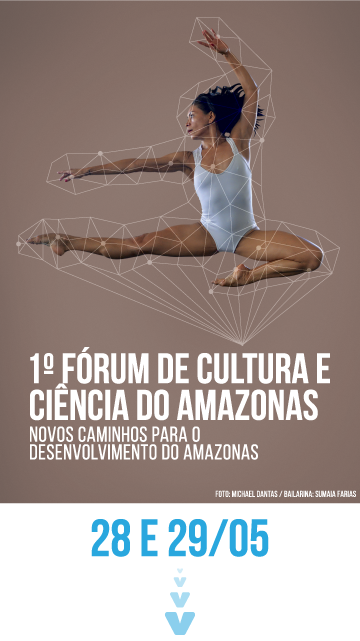 1º FÓRUM DE CULTURA E
CIÊNCIA DO AMAZONAS
NOVOS CAMINHOS PARA O
DESENVOLVIMENTO DO AMAZONAS
FOTO: MICHAEL DANTAS / BAILARINA: SUMAIA FARIAS
28 E 29/05